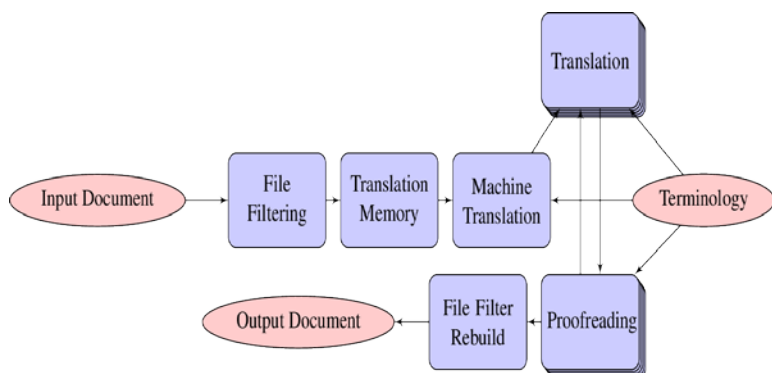 Translation
Input Document
File
Filtering
Translation
Memory
Machine
Translation
Terminology
Output Document
File Filter
Rebuild
Proofreading